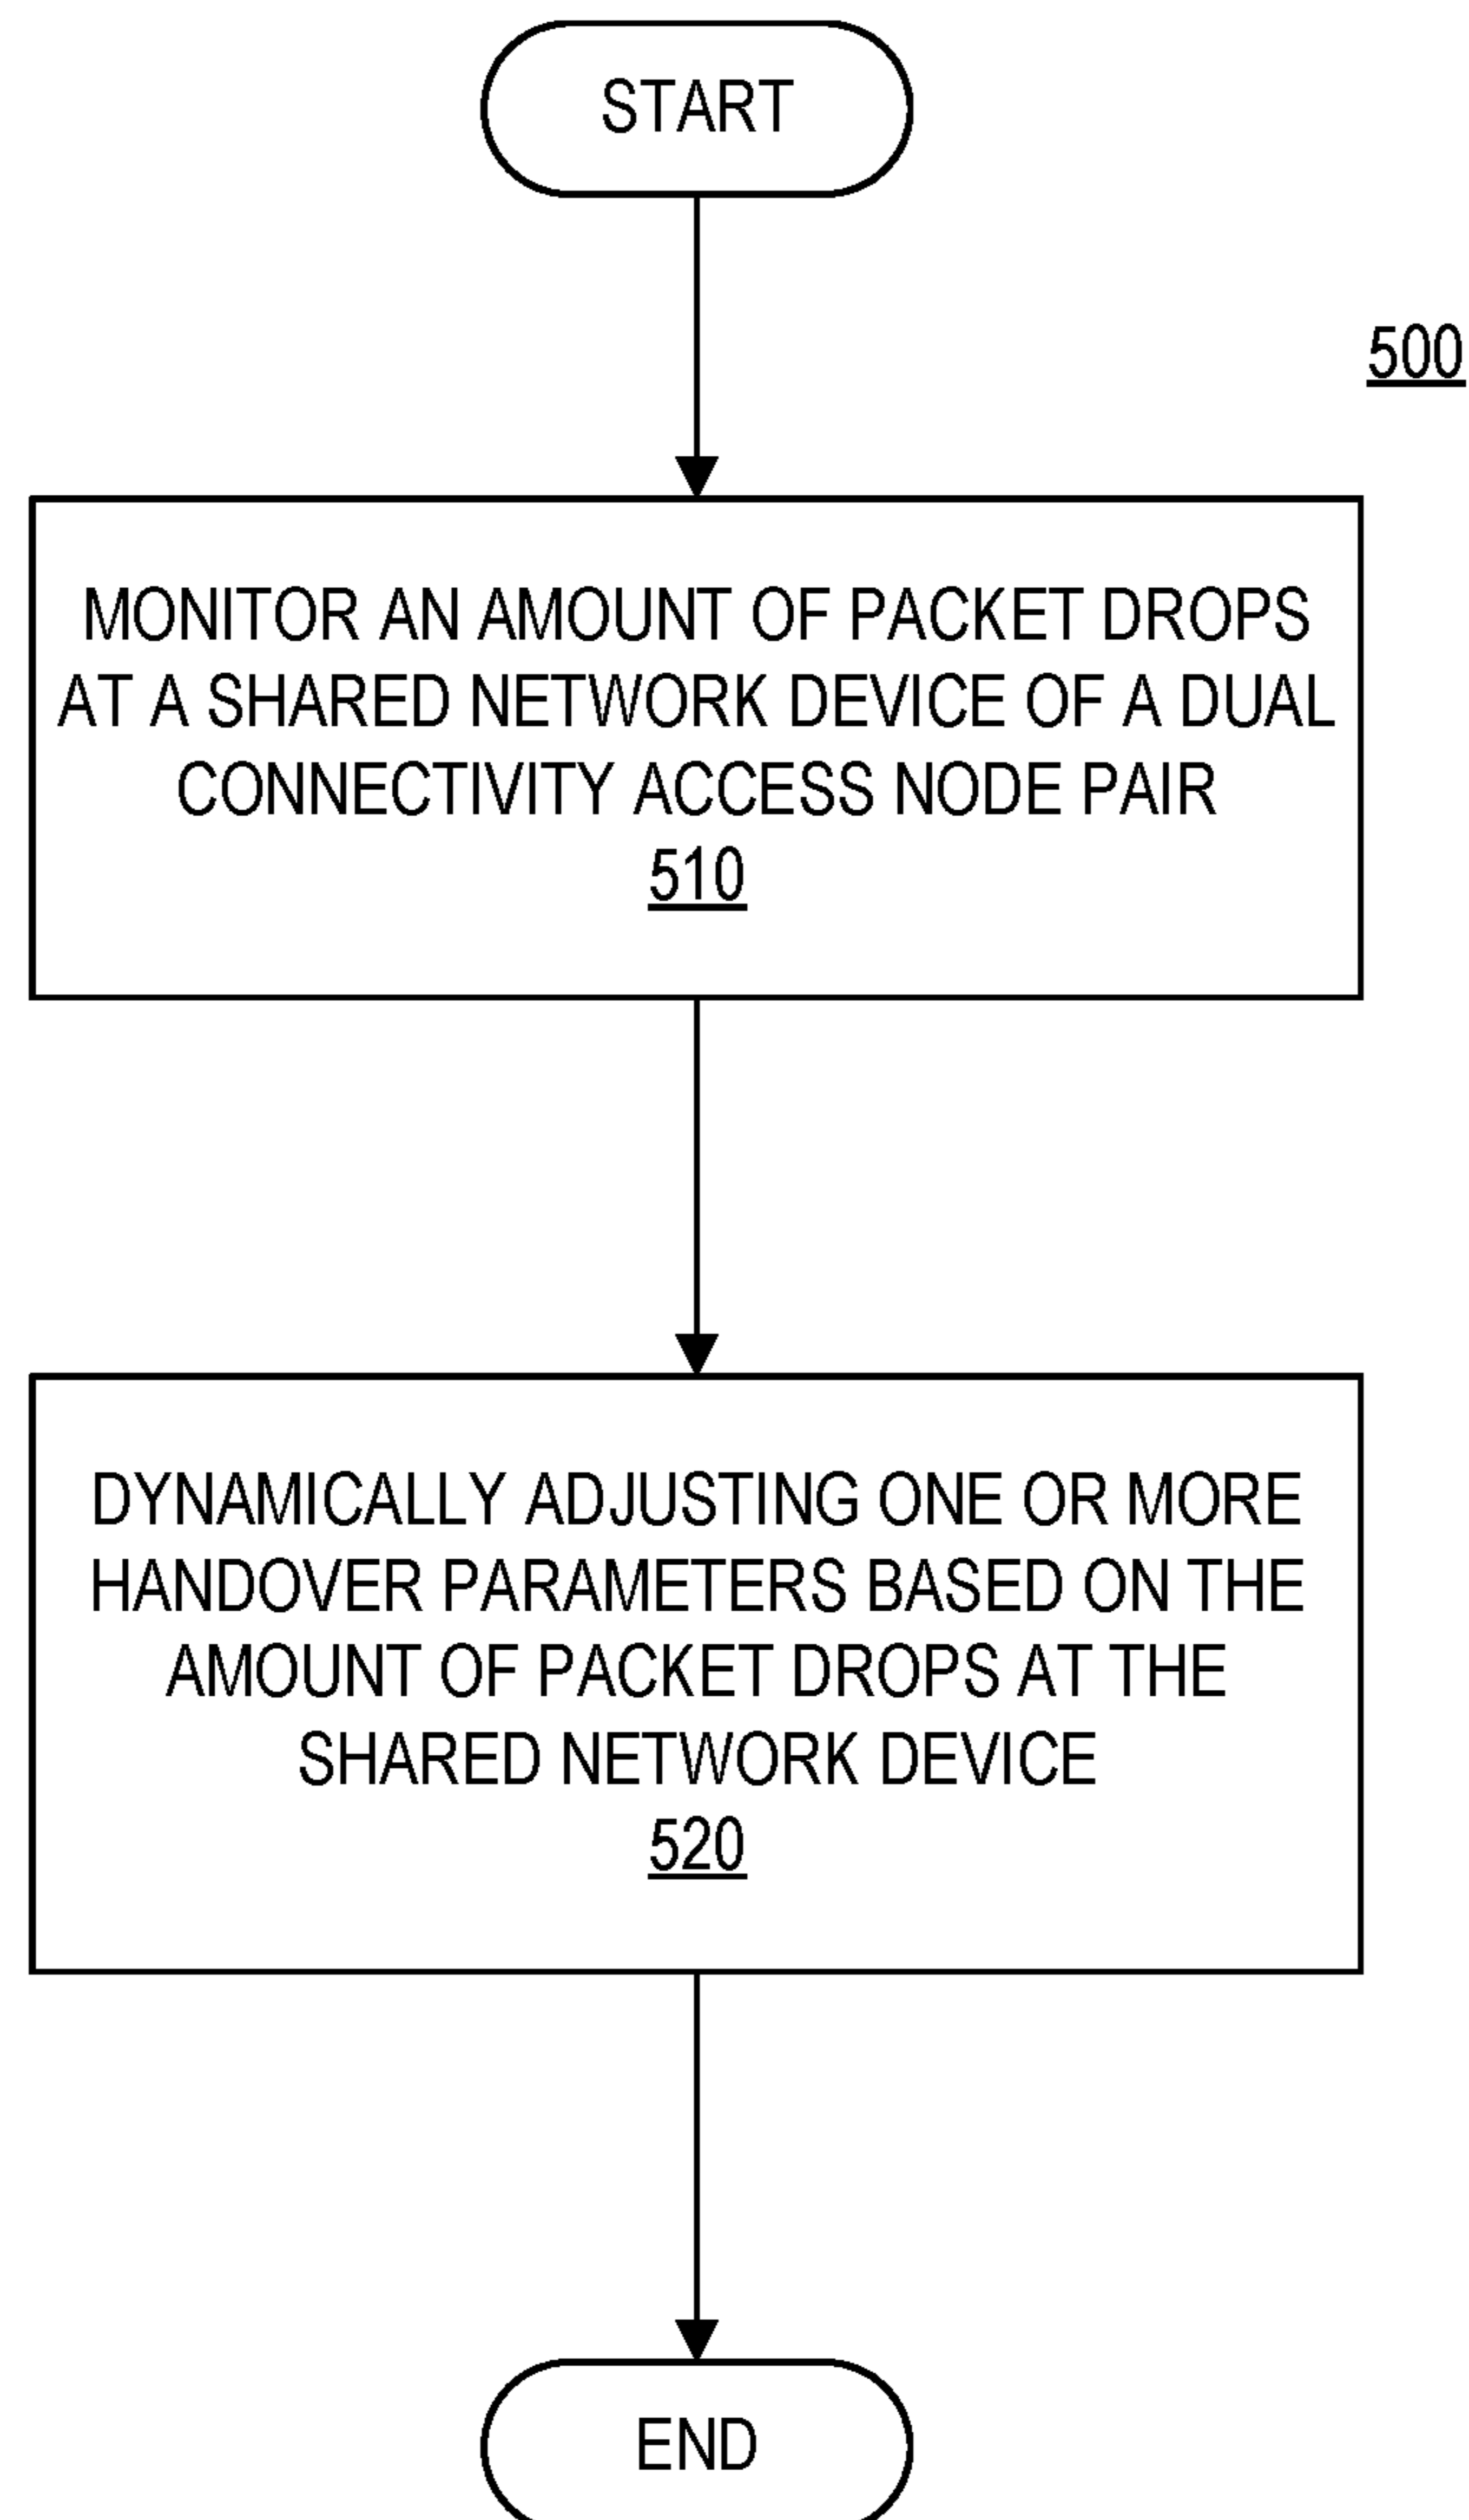 START
500
MONITOR AN AMOUNT OF PACKET DROPS
AT A SHARED NETWORK DEVICE OF A DUAL
CONNECTIVITY ACCESS NODE PAIR
510
DYNAMICALLY ADJUSTING ONE OR MORE
HANDOVER PARAMETERS BASED ON THE
AMOUNT OF PACKET DROPS AT THE
SHARED NETWORK DEVICE
520
END